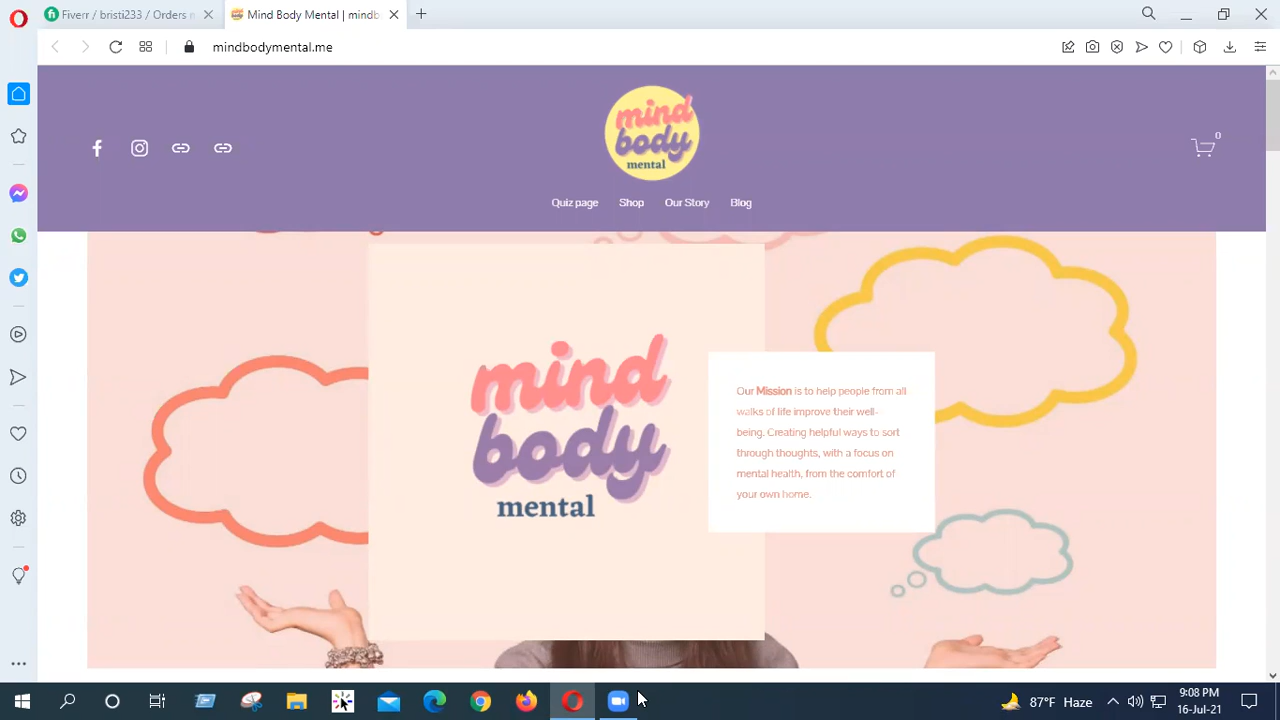 Fiverr / bristi233 / Orders
Mind Body Mental | mindb
mindbodymental.me
mind
body
mental
0
Quiz page
Shop
Our Story
Blog
mind
body
mental
Our Mission is to help people from all
walks of life improve their well-
being. Creating helpful ways to sort
through thoughts, with a focus on
mental health, from the comfort of
your own home.
87°F Haze
9:08 PM
16-Jul-21